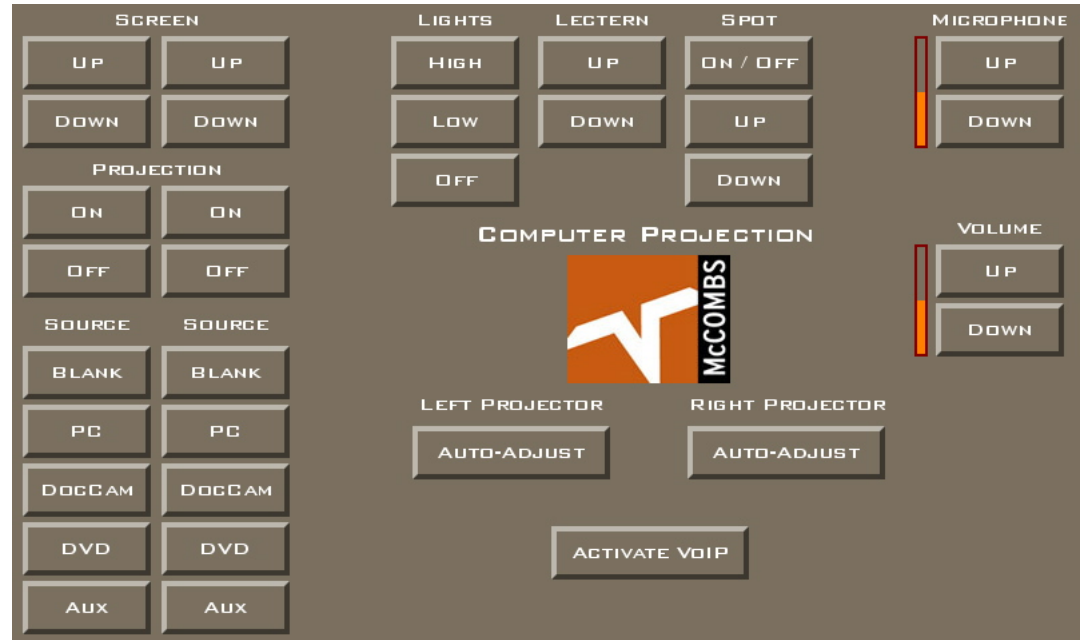 SCREEN
UP UP
DOWN DOWN
PROJECTION
ON ON
OFF OFF
SOURCE SOURCE
BLANK BLANK
PC PC
DOCCAM DOCCAM
DVD DVD
AUX AUX
LIGHTS LECTERN SPOT
HIGH UP ON / OFF
LOW DOWN UP
OFF DOWN
COMPUTER PROJECTION
McCOMBS
LEFT PROJECTOR RIGHT PROJECTOR
AUTO-ADJUST AUTO-ADJUST
ACTIVATE VOIP
MICROPHONE
UP
DOWN
VOLUME
UP
DOWN